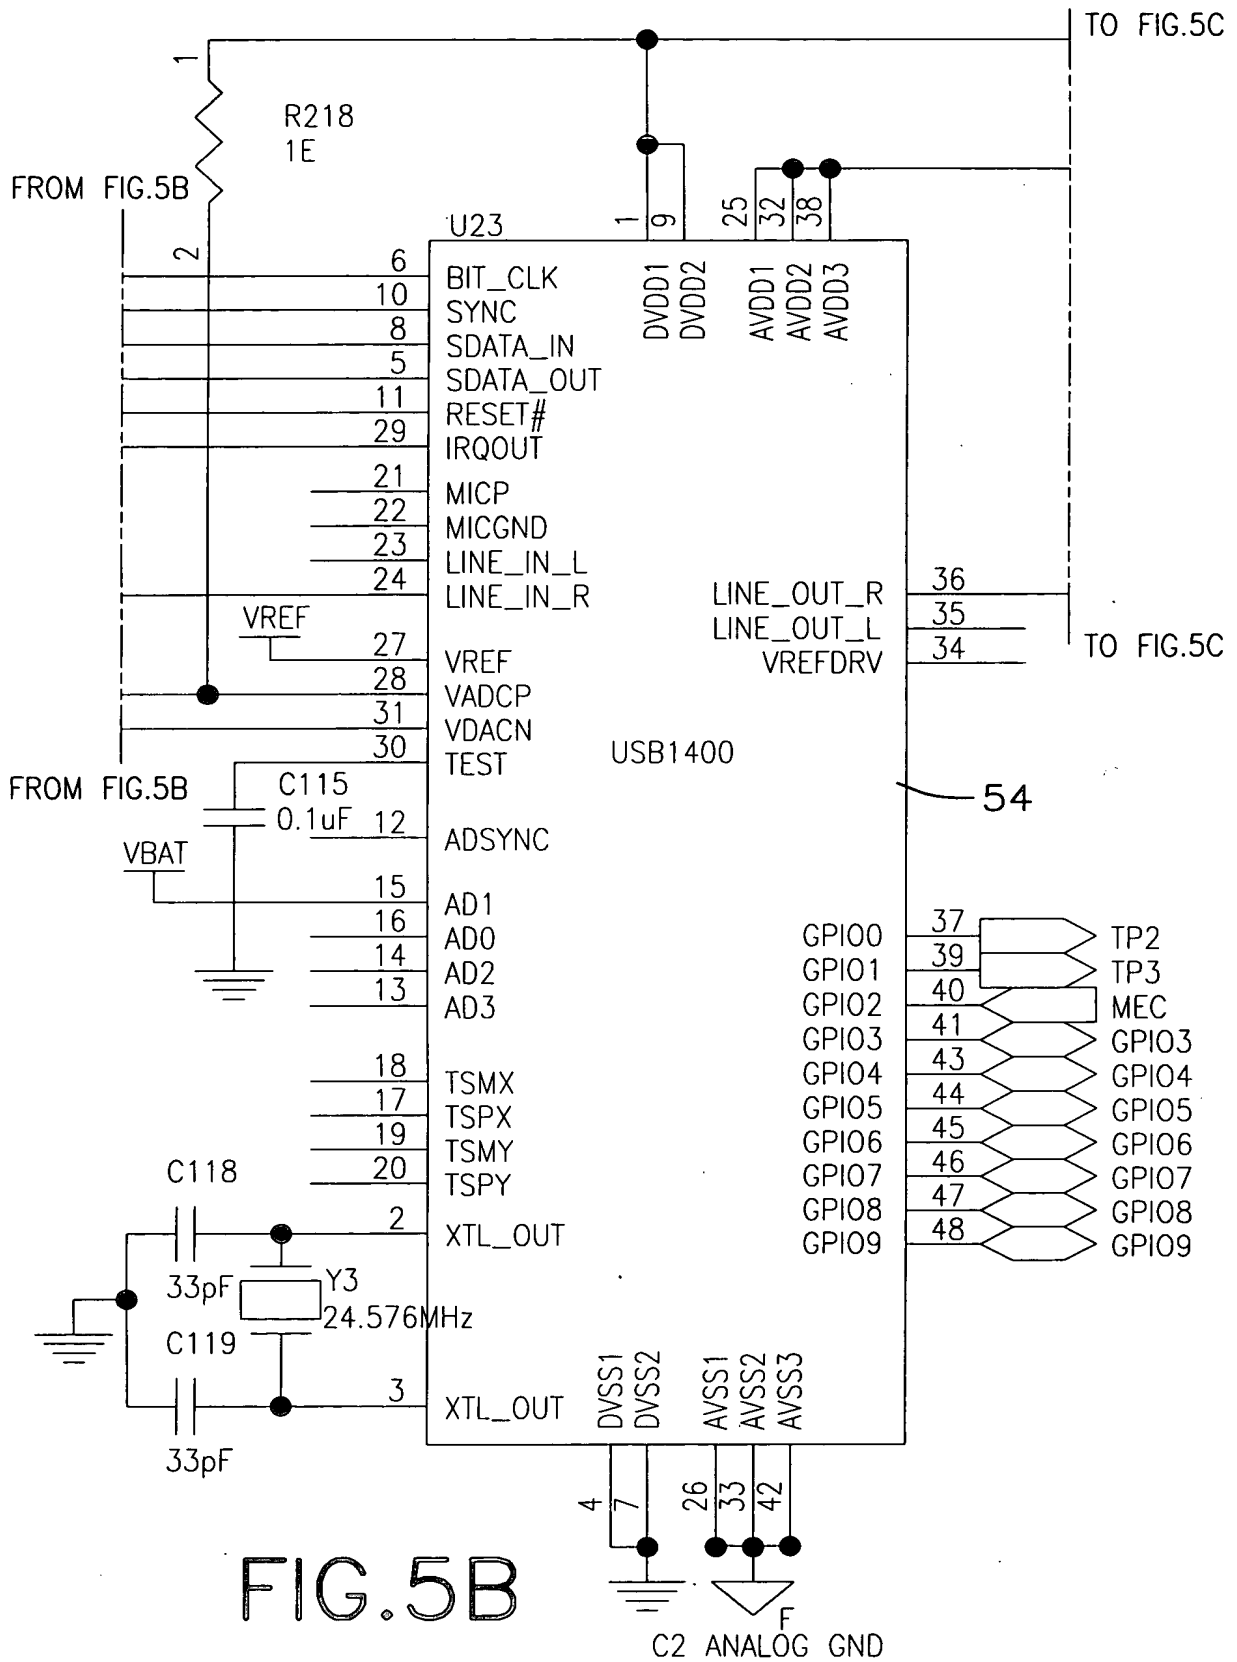 TO FIG.5C
1
R218
1E
FROM FIG.5B
2
U23
1
9
25
32
38
DVDD1
DVDD2
AVDD1
AVDD2
AVDD3
6 BIT_CLK
10 SYNC
8 SDATA_IN
5 SDATA_OUT
11 RESET#
29 IRQOUT
21 MICP
22 MICGND
23 LINE_IN_L
24 LINE_IN_R
VREF
27 VREF
28 VADCP
31 VDACN
30 TEST
FROM FIG.5B
C115
0.1uF
12 ADSYNC
VBAT
15 AD1
16 AD0
14 AD2
13 AD3
18 TSMX
17 TSPX
19 TSMY
20 TSPY
C118
33pF
2 XTL_OUT
Y3
24.576MHz
C119
33pF
3 XTL_OUT
USB1400
54
LINE_OUT_R 36
LINE_OUT_L 35
VREFDRV 34
TO FIG.5C
GPIO0 37 TP2
GPIO1 39 TP3
GPIO2 40 MEC
GPIO3 41 GPIO3
GPIO4 43 GPIO4
GPIO5 44 GPIO5
GPIO6 45 GPIO6
GPIO7 46 GPIO7
GPIO8 47 GPIO8
GPIO9 48 GPIO9
DVSS1
DVSS2
AVSS1
AVSS2
AVSS3
4
7
26
33
42
F
C2 ANALOG GND
FIG.5B